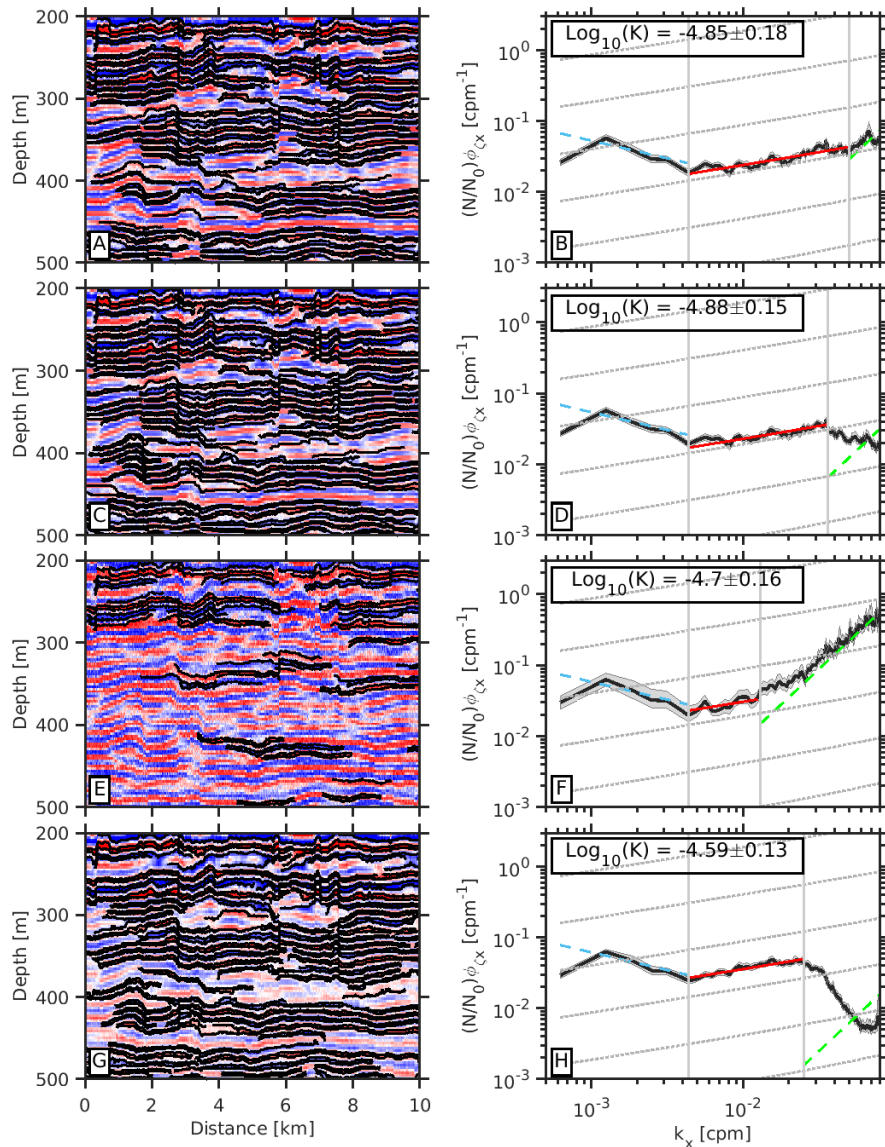 200
300
400
500
Depth [m]
A
Log10(K) = -4.85±0.18
10^0
10^-1
10^-2
10^-3
(N/N0)ϕζx [cpm^-1]
B
200
300
400
500
Depth [m]
C
Log10(K) = -4.88±0.15
10^0
10^-1
10^-2
10^-3
(N/N0)ϕζx [cpm^-1]
D
200
300
400
500
Depth [m]
E
Log10(K) = -4.7±0.16
10^0
10^-1
10^-2
10^-3
(N/N0)ϕζx [cpm^-1]
F
200
300
400
500
Depth [m]
G
0 2 4 6 8 10
Distance [km]
Log10(K) = -4.59±0.13
10^0
10^-1
10^-2
10^-3
(N/N0)ϕζx [cpm^-1]
H
10^-3 10^-2
kx [cpm]